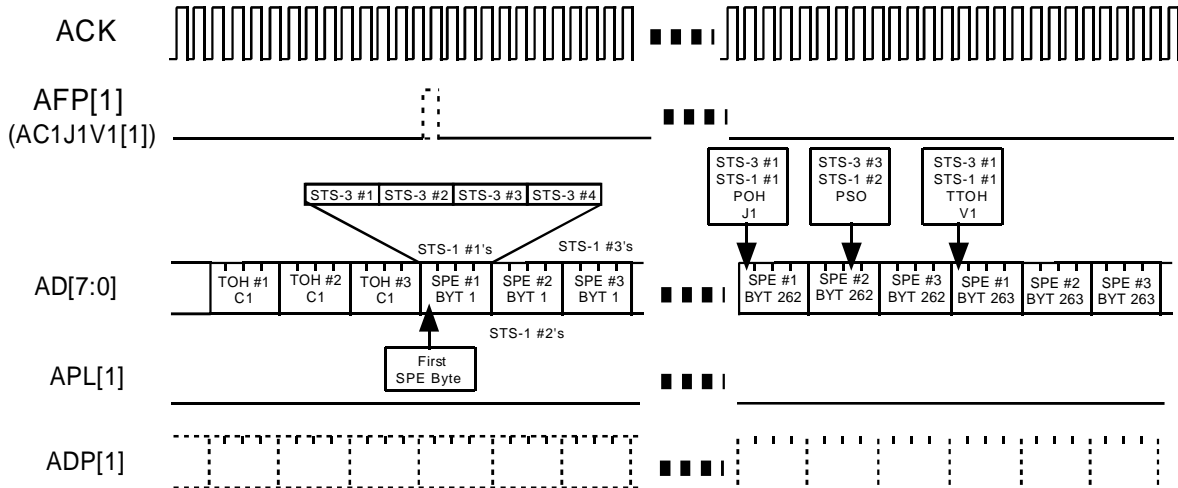 ACK
AFP[1]
(AC1J1V1[1])
STS-3 #1
STS-1 #1
POH
J1
STS-3 #3
STS-1 #2
PSO
STS-3 #1
STS-1 #1
TTOH
V1
STS-3 #1 STS-3 #2 STS-3 #3 STS-3 #4
STS-1 #1's
STS-1 #3's
AD[7:0]
TOH #1
C1
TOH #2
C1
TOH #3
C1
SPE #1
BYT 1
SPE #2
BYT 1
SPE #3
BYT 1
SPE #1
BYT 262
SPE #2
BYT 262
SPE #3
BYT 262
SPE #1
BYT 263
SPE #2
BYT 263
SPE #3
BYT 263
STS-1 #2's
First
SPE Byte
APL[1]
ADP[1]